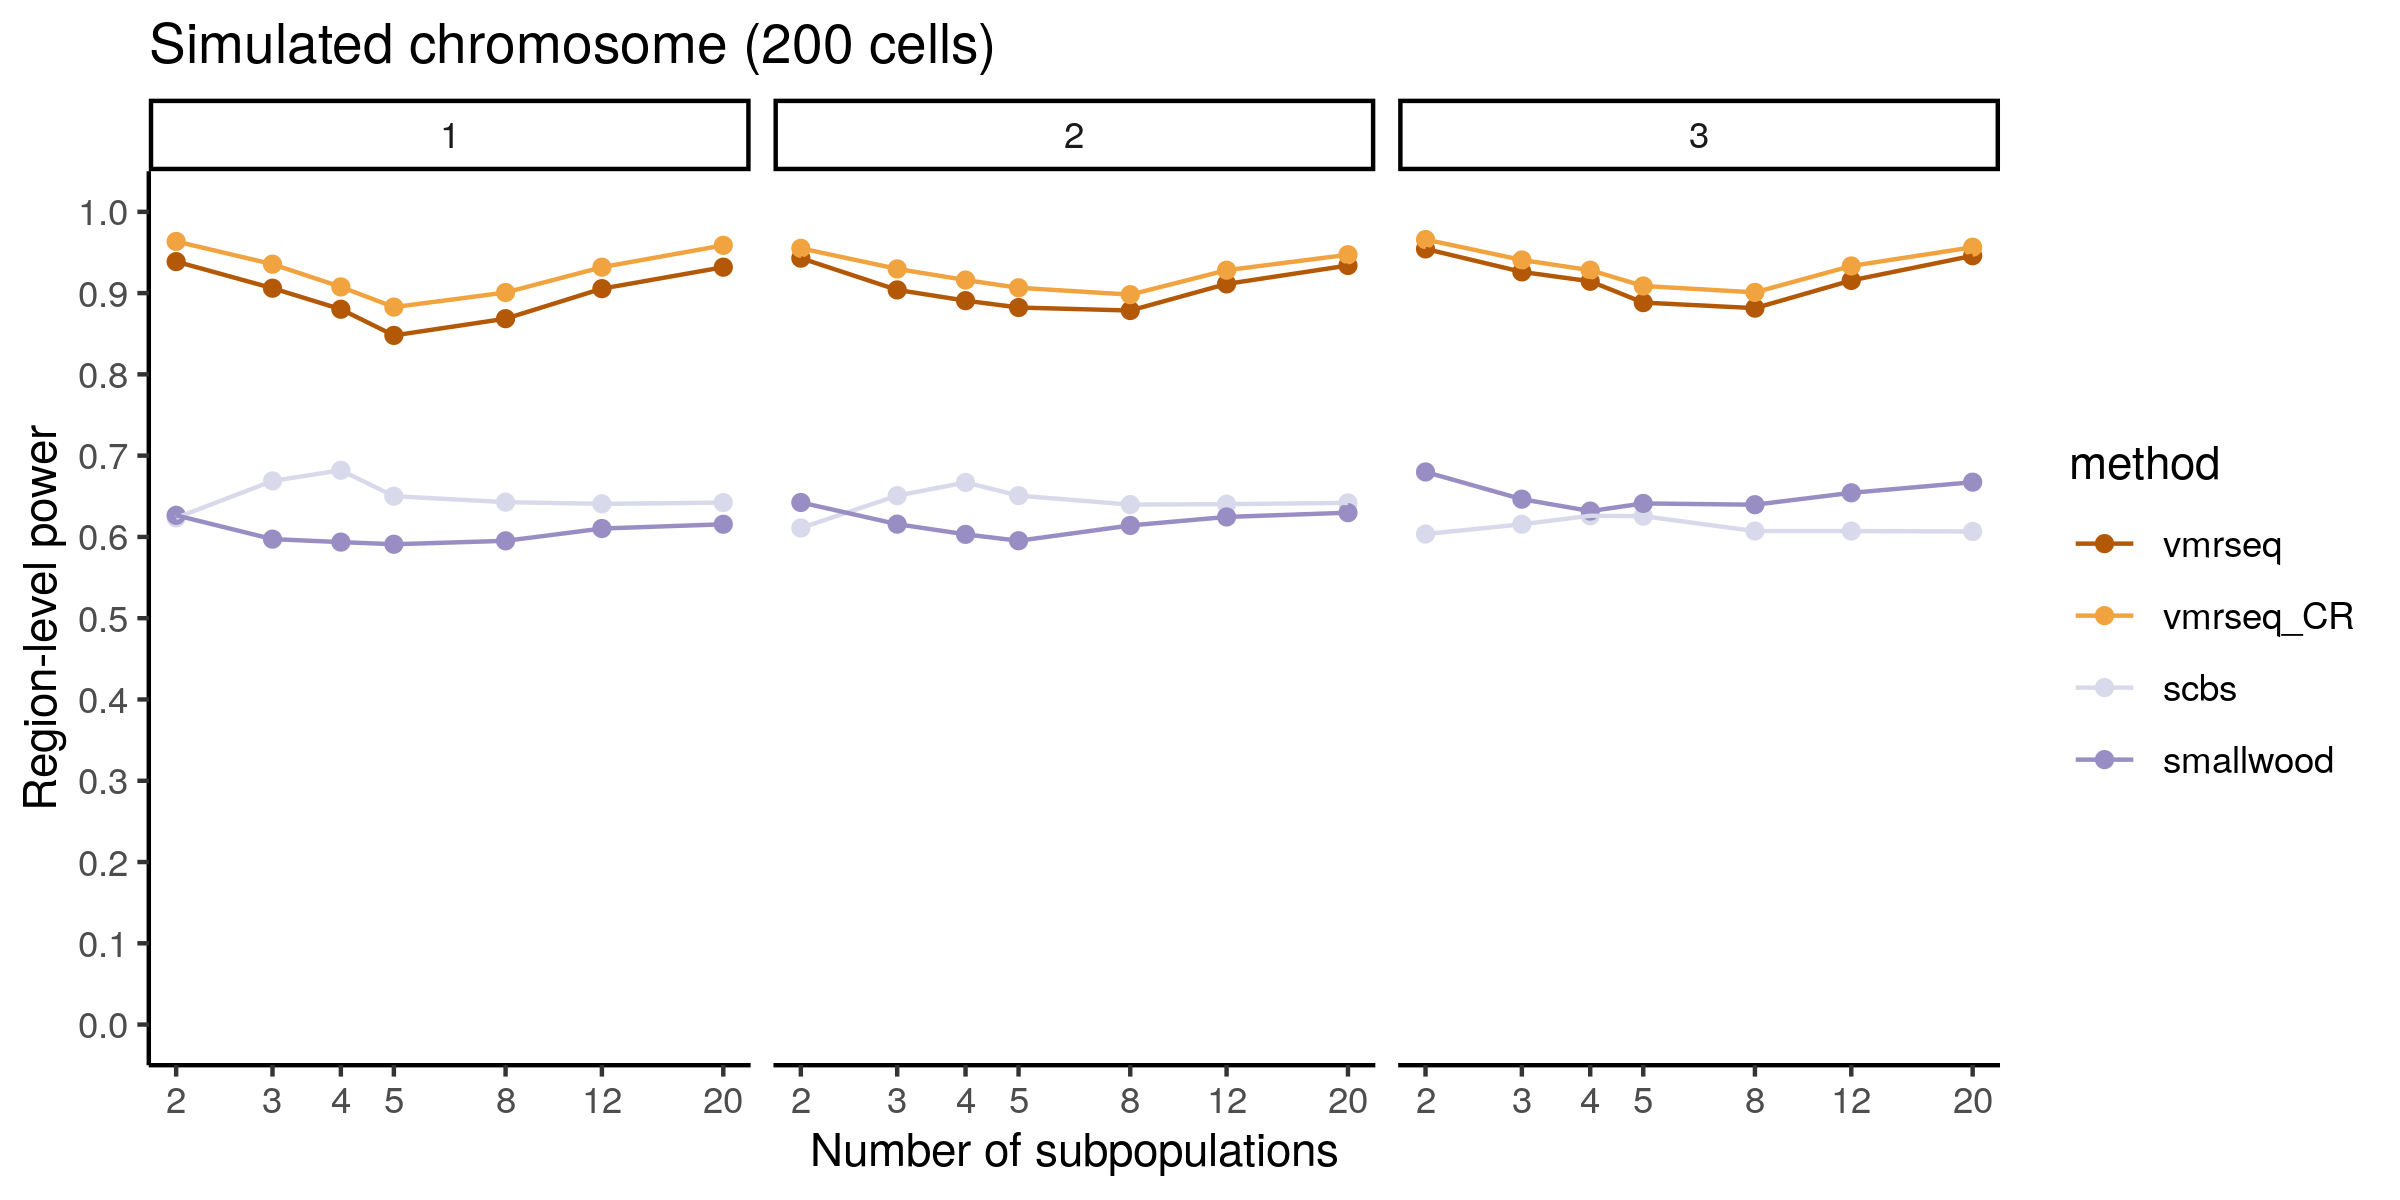 Simulated chromosome (200 cells)
1 2 3
1.0
0.9
0.8
0.7
0.6
0.5
0.4
0.3
0.2
0.1
0.0
Region-level power
2 3 4 5 8 12 20 2 3 4 5 8 12 20 2 3 4 5 8 12 20
Number of subpopulations
method
vmrseq
vmrseq_CR
scbs
smallwood